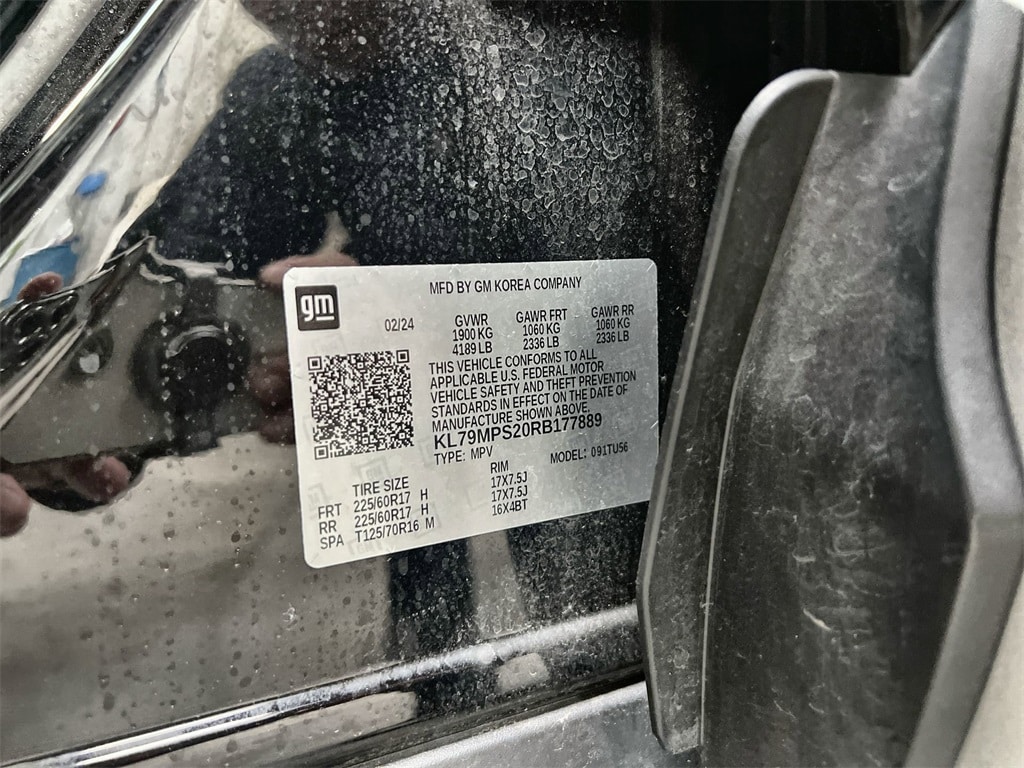 gm
MFD BY GM KOREA COMPANY
02/24
GVWR GAWR FRT GAWR RR
1900 KG 1060 KG 1060 KG
4189 LB 2336 LB 2336 LB
THIS VEHICLE CONFORMS TO ALL
APPLICABLE U.S. FEDERAL MOTOR
VEHICLE SAFETY AND THEFT PREVENTION
STANDARDS IN EFFECT ON THE DATE OF
MANUFACTURE SHOWN ABOVE.
KL79MPS20RB177889
TYPE: MPV MODEL: 091TU56
TIRE SIZE RIM
FRT 225/60R17 H 17X7.5J
RR 225/60R17 H 17X7.5J
SPA T125/70R16 M 16X4BT